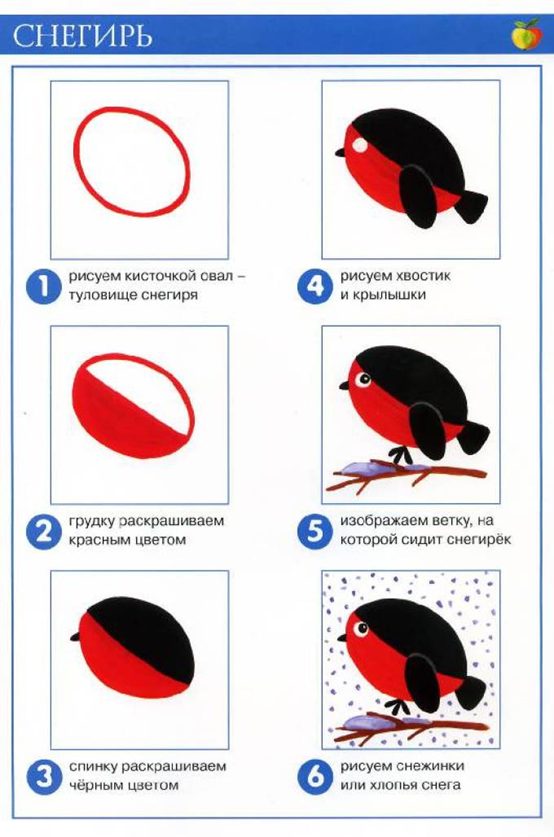 СНЕГИРЬ
1
рисуем кисточкой овал –
туловище снегиря
2
грудку раскрашиваем
красным цветом
3
спинку раскрашиваем
чёрным цветом
4
рисуем хвостик
и крылышки
5
изображаем ветку, на
которой сидит снегирёк
6
рисуем снежинки
или хлопья снега